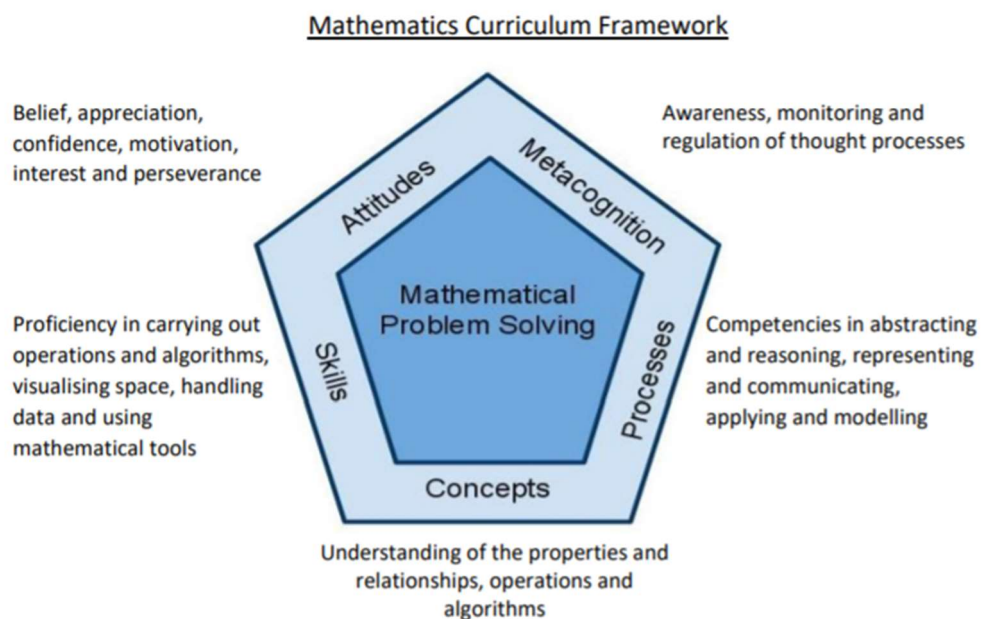 Mathematics Curriculum Framework
Belief, appreciation,
confidence, motivation,
interest and perseverance
Awareness, monitoring and
regulation of thought processes
Attitudes
Metacognition
Mathematical
Problem Solving
Proficiency in carrying out
operations and algorithms,
visualising space, handling
data and using
mathematical tools
Skills
Processes
Competencies in abstracting
and reasoning, representing
and communicating,
applying and modelling
Concepts
Understanding of the properties and
relationships, operations and
algorithms